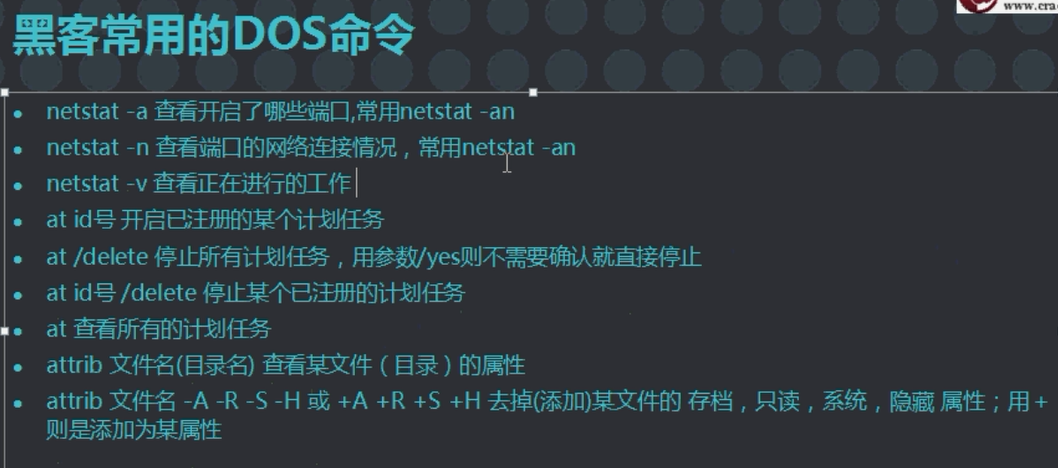 黑客常用的DOS命令
www.cra
netstat -a 查看开启了哪些端口,常用netstat -an
netstat -n 查看端口的网络连接情况，常用netstat -an
netstat -v 查看正在进行的工作
at id号 开启已注册的某个计划任务
at /delete 停止所有计划任务，用参数/yes则不需要确认就直接停止
at id号 /delete 停止某个已注册的计划任务
at 查看所有的计划任务
attrib 文件名(目录名) 查看某文件（目录）的属性
attrib 文件名 -A -R -S -H 或 +A +R +S +H 去掉(添加)某文件的 存档，只读，系统，隐藏 属性；用＋
则是添加为某属性